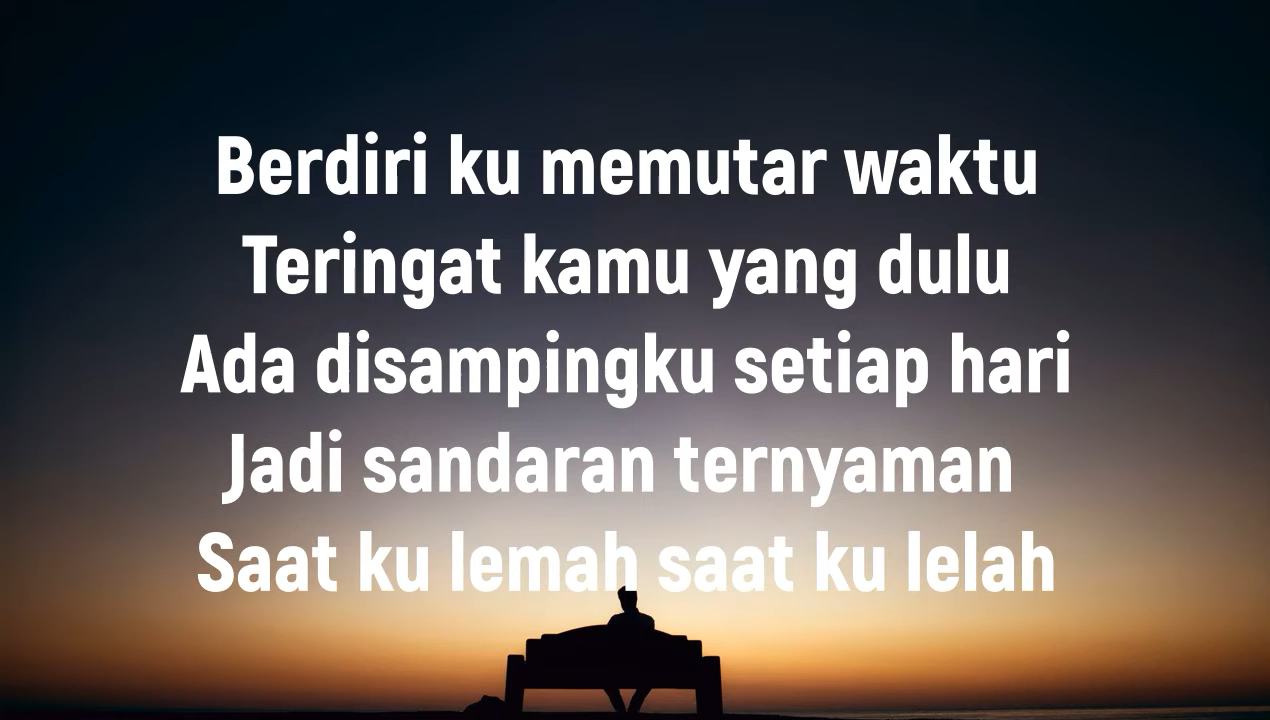 Berdiri ku memutar waktu
Teringat kamu yang dulu
Ada disampingku setiap hari
Jadi sandaran ternyaman
Saat ku lemah saat ku lelah